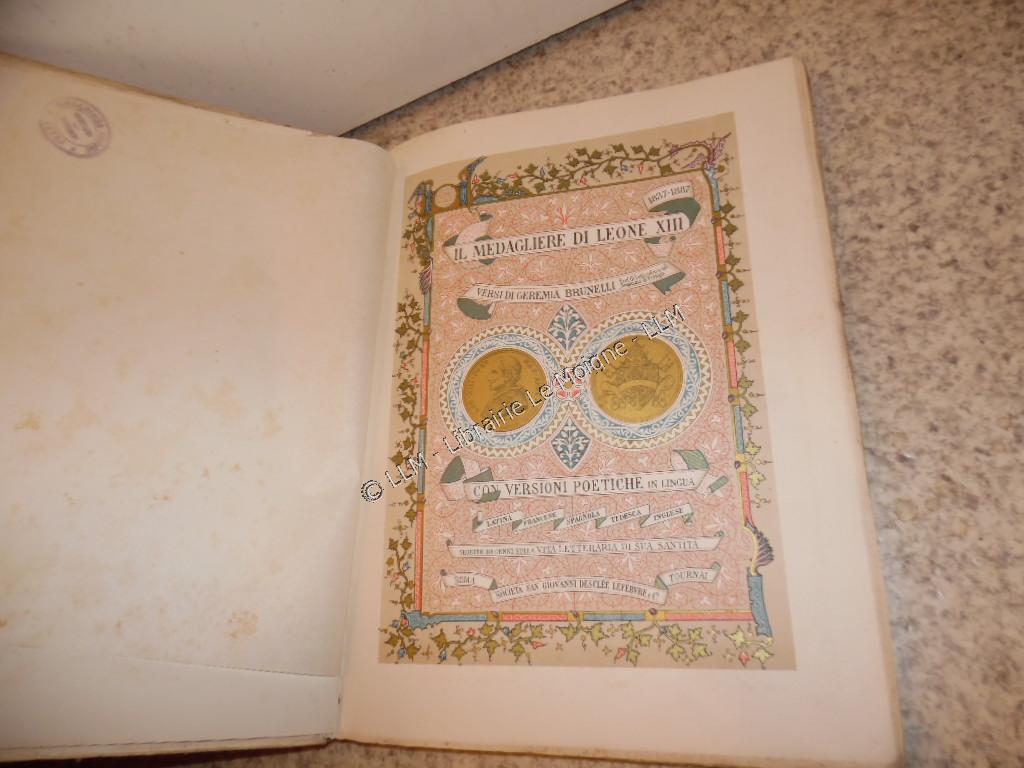 1837-1887
IL MEDAGLIERE DI LEONE XIII
VERSI DI GEREMIA BRUNELLI
© LLM - Librairie Le Moigne - LLM
CON VERSIONI POETICHE IN LINGUA
LATINA FRANCESE SPAGNOLA TEDESCA INGLESE
VITA LETTERARIA DI SUA SANTITÀ
ROMA TOURNAI
SOCIETÀ SAN GIOVANNI DESCLÉE LEFEBVRE & Ci